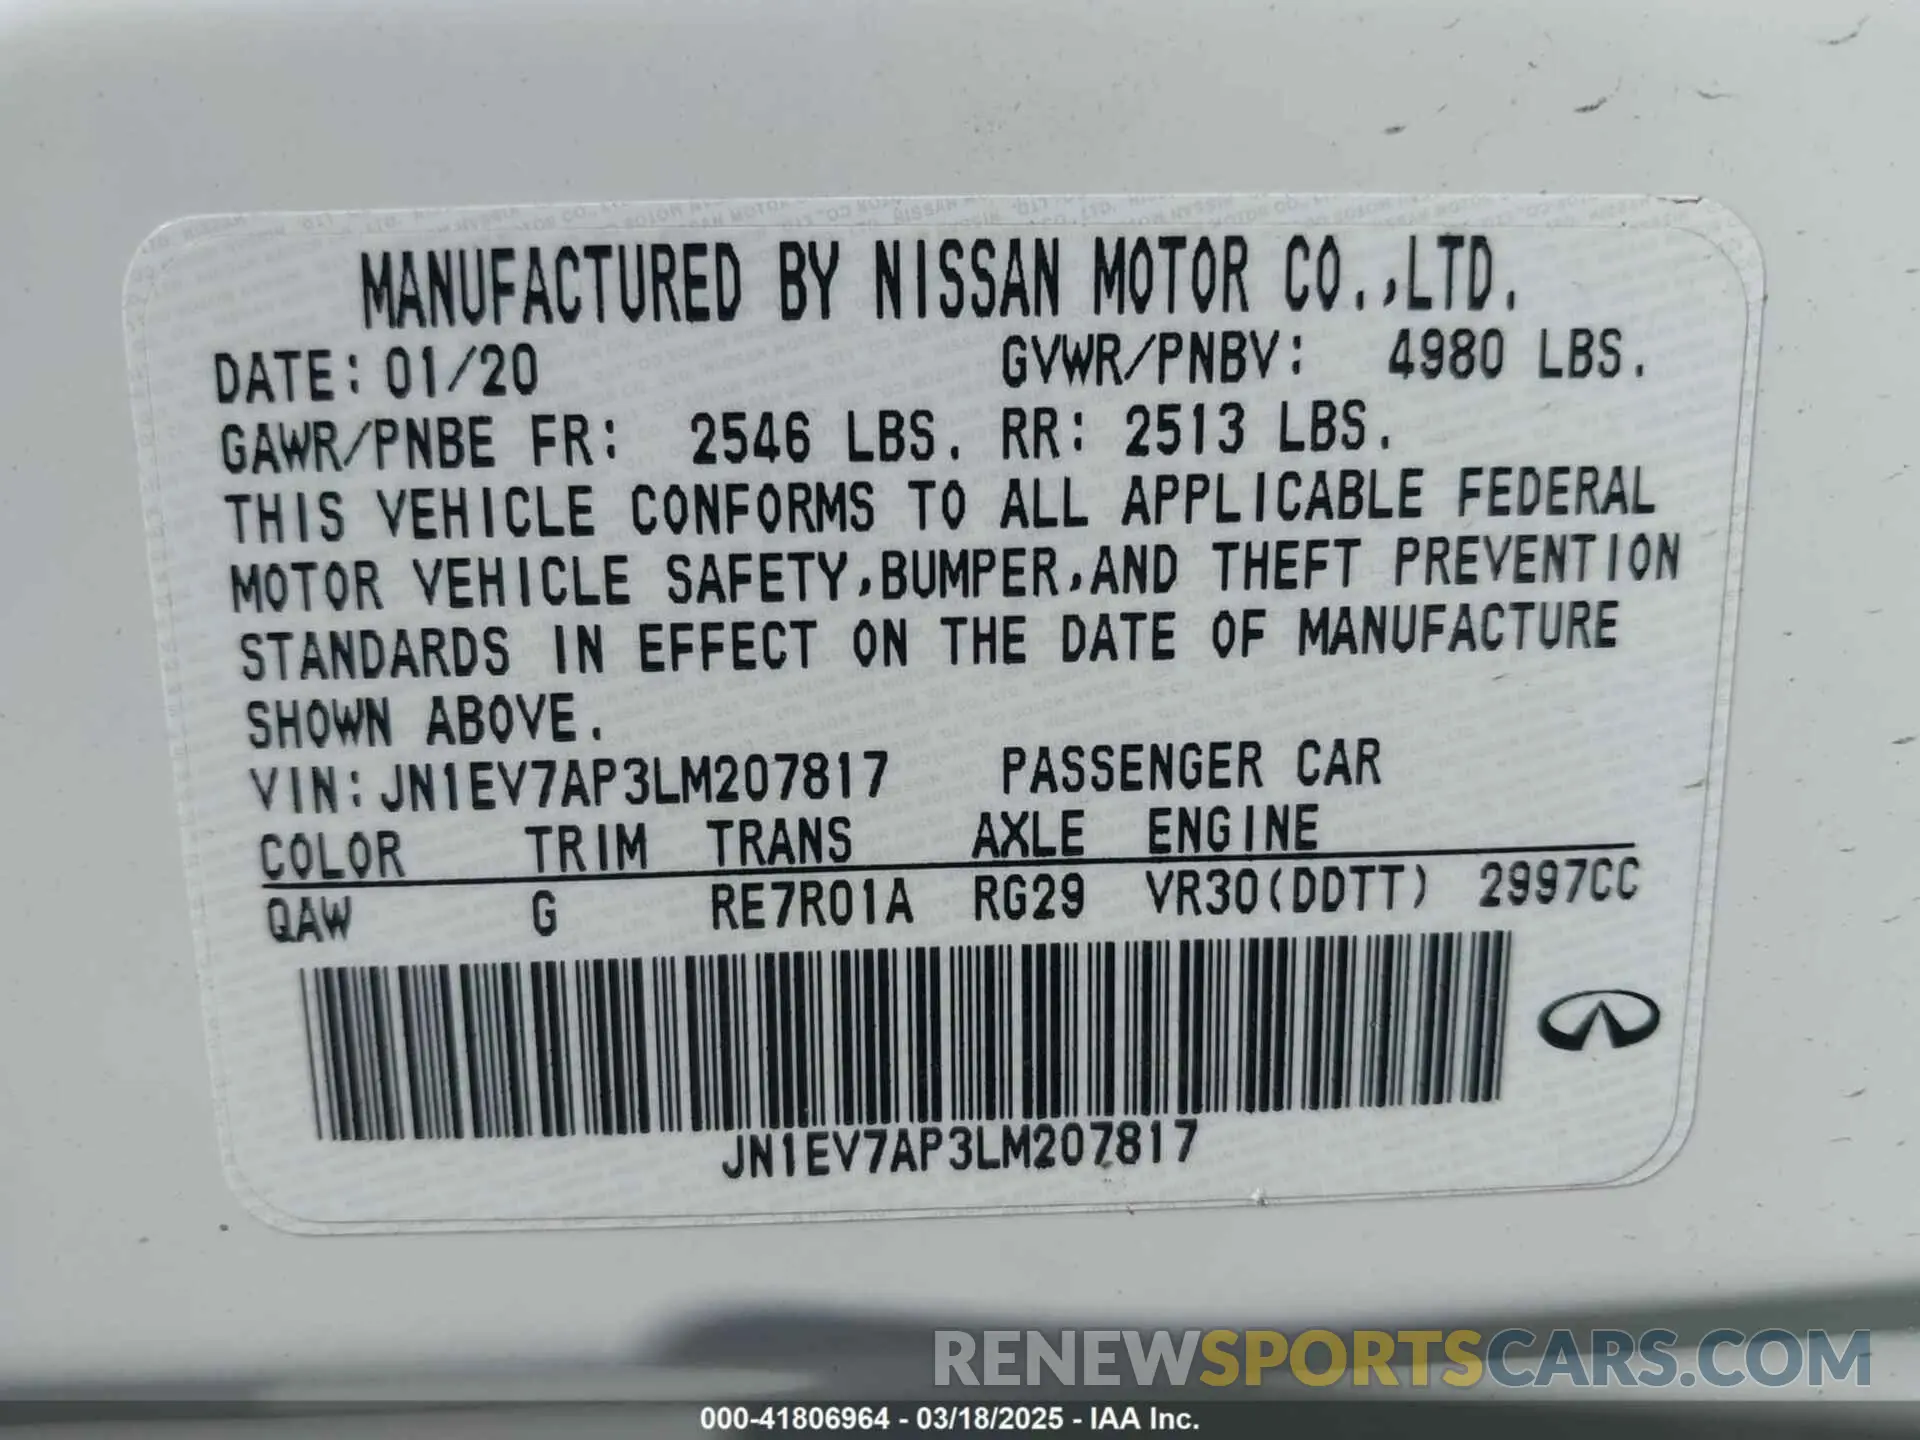 MANUFACTURED BY NISSAN MOTOR CO.,LTD.
DATE: 01/20 GVWR/PNBV: 4980 LBS.
GAWR/PNBE FR: 2546 LBS. RR: 2513 LBS.
THIS VEHICLE CONFORMS TO ALL APPLICABLE FEDERAL
MOTOR VEHICLE SAFETY,BUMPER,AND THEFT PREVENTION
STANDARDS IN EFFECT ON THE DATE OF MANUFACTURE
SHOWN ABOVE.
VIN: JN1EV7AP3LM207817 PASSENGER CAR
COLOR TRIM TRANS AXLE ENGINE
QAW G RE7R01A RG29 VR30(DDTT) 2997CC
JN1EV7AP3LM207817
RENEWSPORTSCARS.COM
000-41806964 - 03/18/2025 - IAA Inc.